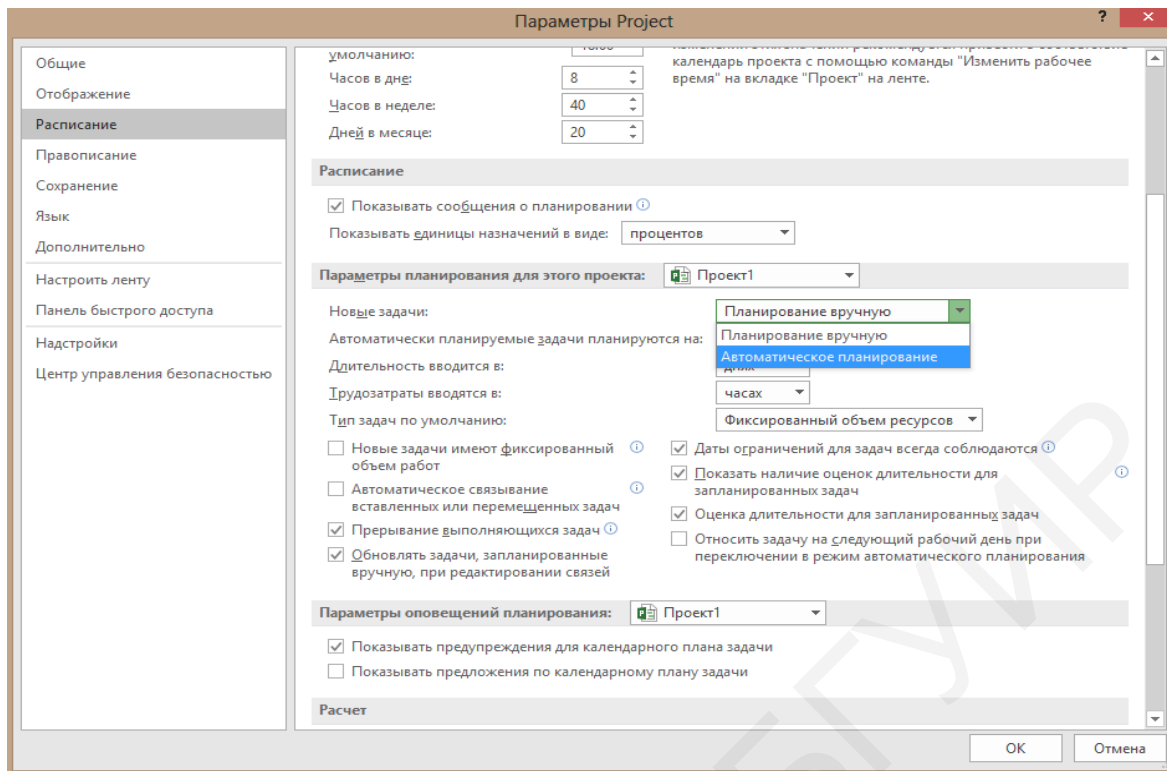 Параметры Project
?
Общие
Отображение
Расписание
Правописание
Сохранение
Язык
Дополнительно
Настроить ленту
Панель быстрого доступа
Надстройки
Центр управления безопасностью
умолчанию:
календарь проекта с помощью команды "Изменить рабочее
время" на вкладке "Проект" на ленте.
Часов в дне: 8
Часов в неделе: 40
Дней в месяце: 20
Расписание
Показывать сообщения о планировании
Показывать единицы назначений в виде: процентов
Параметры планирования для этого проекта: Проект1
Новые задачи: Планирование вручную
Планирование вручную
Автоматически планируемые задачи планируются на:
Автоматическое планирование
Длительность вводится в: днях
Трудозатраты вводятся в: часах
Тип задач по умолчанию: Фиксированный объем ресурсов
Новые задачи имеют фиксированный
объем работ
Автоматическое связывание
вставленных или перемещенных задач
Прерывание выполняющихся задач
Обновлять задачи, запланированные
вручную, при редактировании связей
Даты ограничений для задач всегда соблюдаются
Показать наличие оценок длительности для
запланированных задач
Оценка длительности для запланированных задач
Относить задачу на следующий рабочий день при
переключении в режим автоматического планирования
Параметры оповещений планирования: Проект1
Показывать предупреждения для календарного плана задачи
Показывать предложения по календарному плану задачи
Расчет
ОК
Отмена
БГУИР